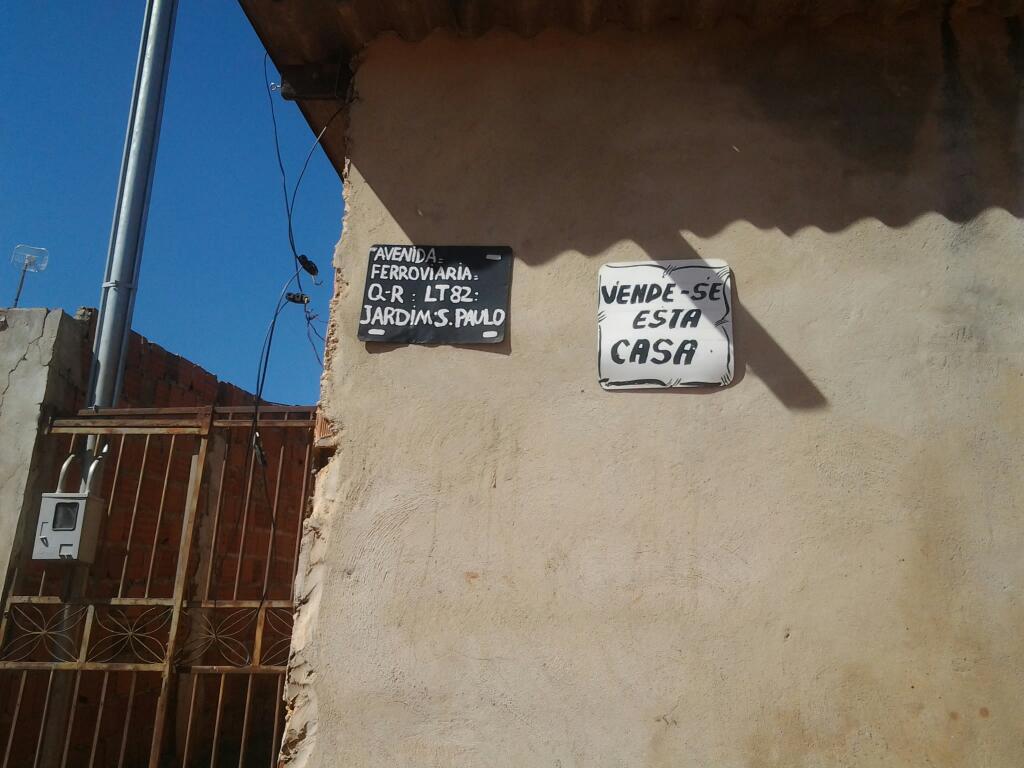 AVENIDA:
FERROVIARIA:
Q-R : LT82:
JARDIM:S.PAULO
VENDE-SE
ESTA
CASA